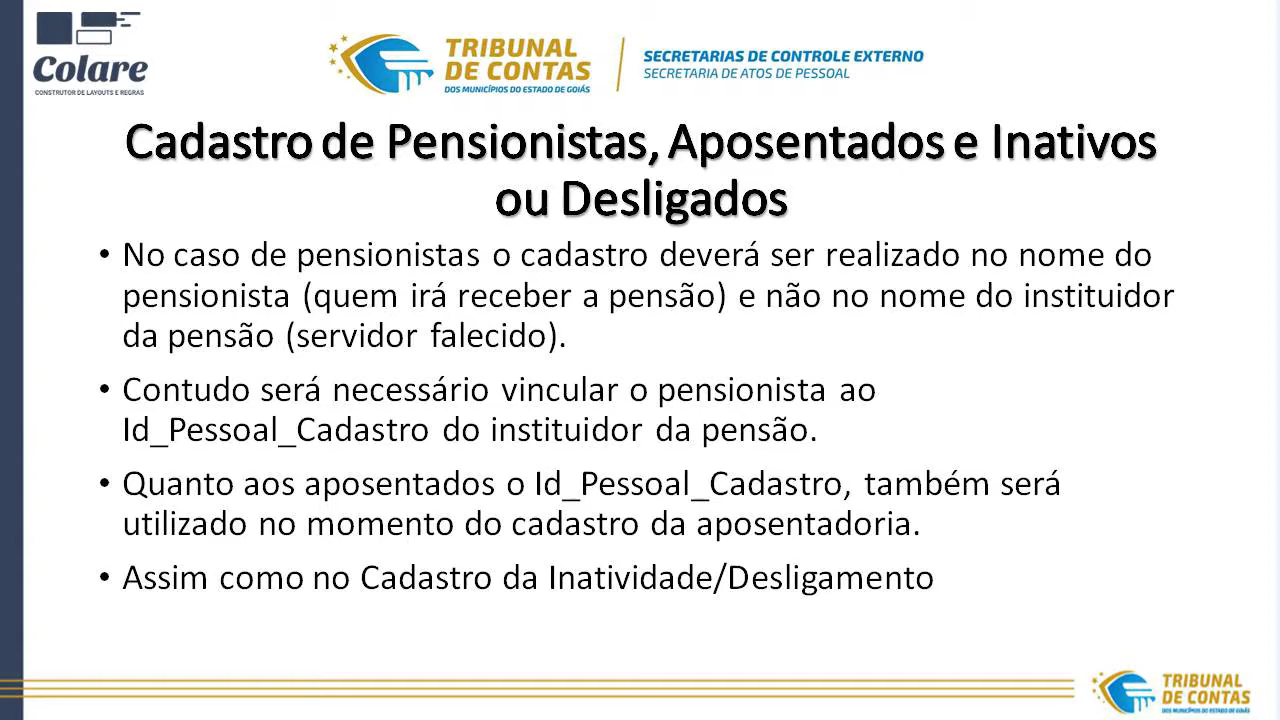 Colare
CONSTRUTOR DE LAYOUTS E REGRAS
TRIBUNAL
DE CONTAS
DOS MUNICÍPIOS DO ESTADO DE GOIÁS
SECRETARIAS DE CONTROLE EXTERNO
SECRETARIA DE ATOS DE PESSOAL
Cadastro de Pensionistas, Aposentados e Inativos
ou Desligados
• No caso de pensionistas o cadastro deverá ser realizado no nome do
pensionista (quem irá receber a pensão) e não no nome do instituidor
da pensão (servidor falecido).
• Contudo será necessário vincular o pensionista ao
Id_Pessoal_Cadastro do instituidor da pensão.
• Quanto aos aposentados o Id_Pessoal_Cadastro, também será
utilizado no momento do cadastro da aposentadoria.
• Assim como no Cadastro da Inatividade/Desligamento
TRIBUNAL
DE CONTAS
DOS MUNICÍPIOS DO ESTADO DE GOIÁS